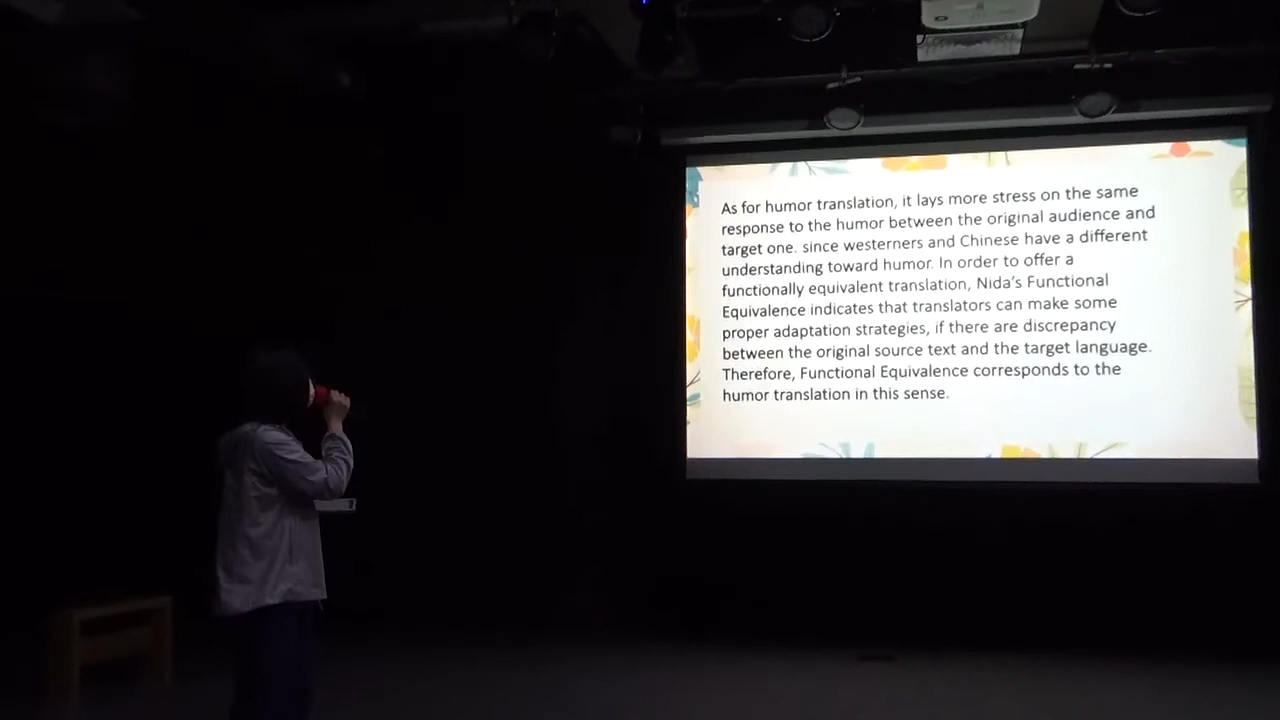 As for humor translation, it lays more stress on the same
response to the humor between the original audience and
target one. since westerners and Chinese have a different
understanding toward humor. In order to offer a
functionally equivalent translation, Nida's Functional
Equivalence indicates that translators can make some
proper adaptation strategies, if there are discrepancy
between the original source text and the target language.
Therefore, Functional Equivalence corresponds to the
humor translation in this sense.